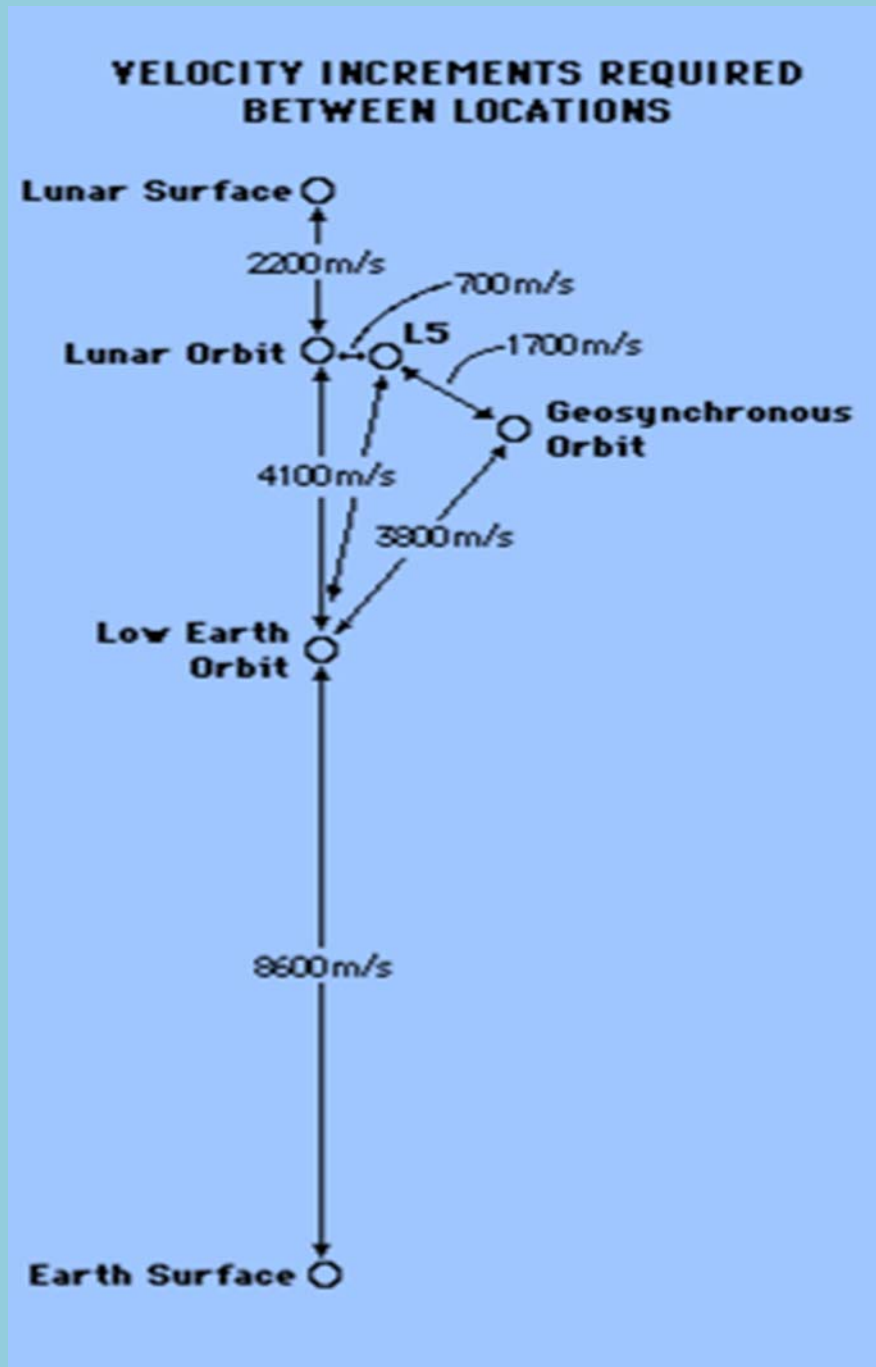 VELOCITY INCREMENTS REQUIRED
BETWEEN LOCATIONS
Lunar Surface
2200m/s
700m/s
L5
Lunar Orbit
1700m/s
Geosynchronous
Orbit
4100m/s
3800m/s
Low Earth
Orbit
8600m/s
Earth Surface